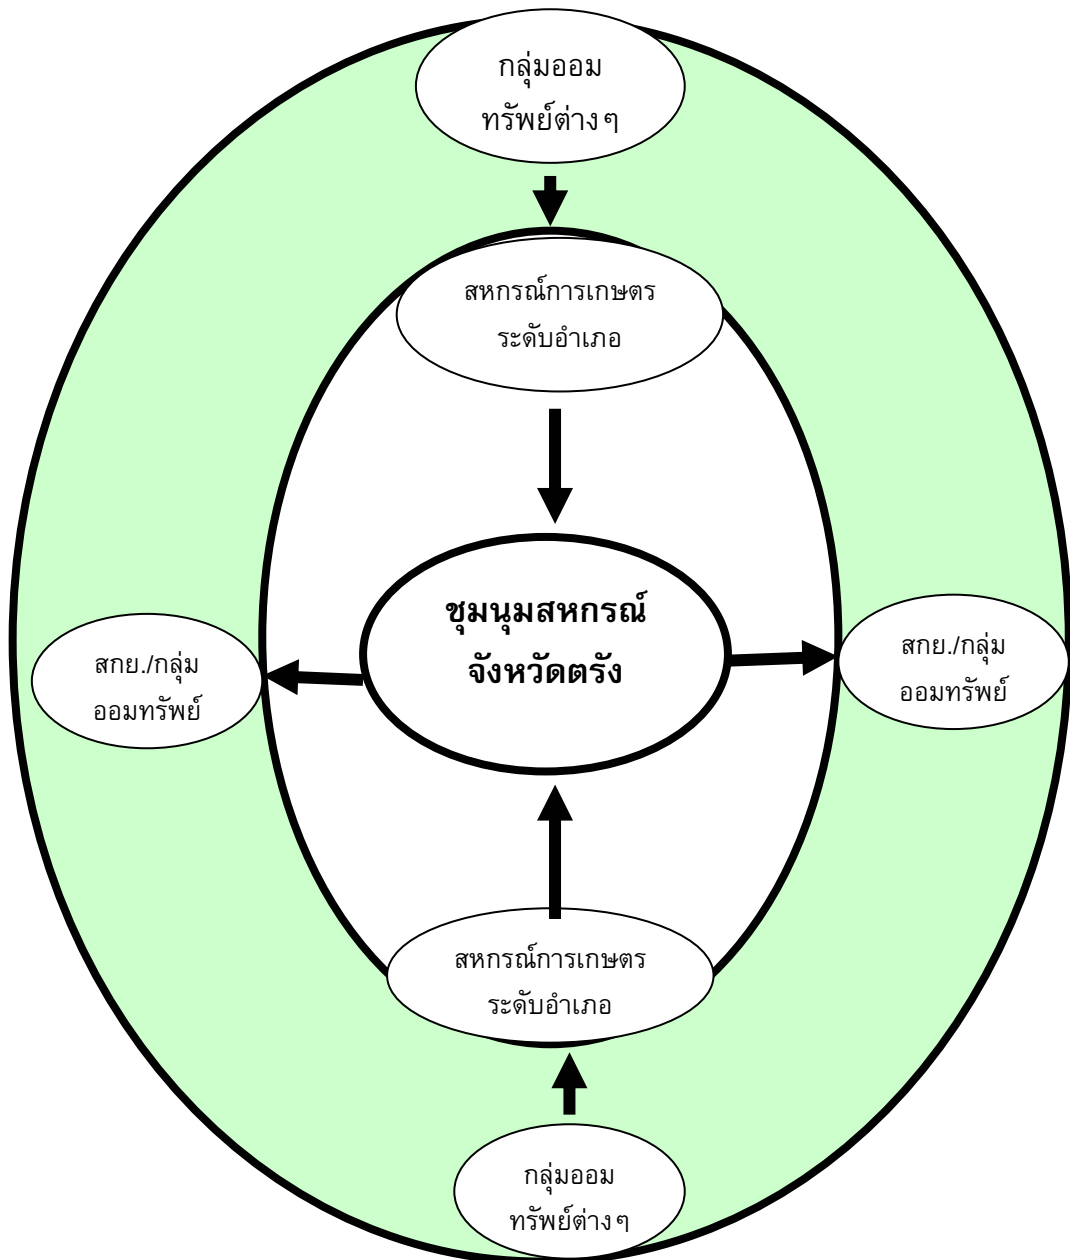 กลุ่มออม
ทรัพย์ต่าง ๆ
สหกรณ์การเกษตร
ระดับอำเภอ
ชุมนุมสหกรณ์
จังหวัดตรัง
สกย./กลุ่ม
ออมทรัพย์
สกย./กลุ่ม
ออมทรัพย์
สหกรณ์การเกษตร
ระดับอำเภอ
กลุ่มออม
ทรัพย์ต่าง ๆ